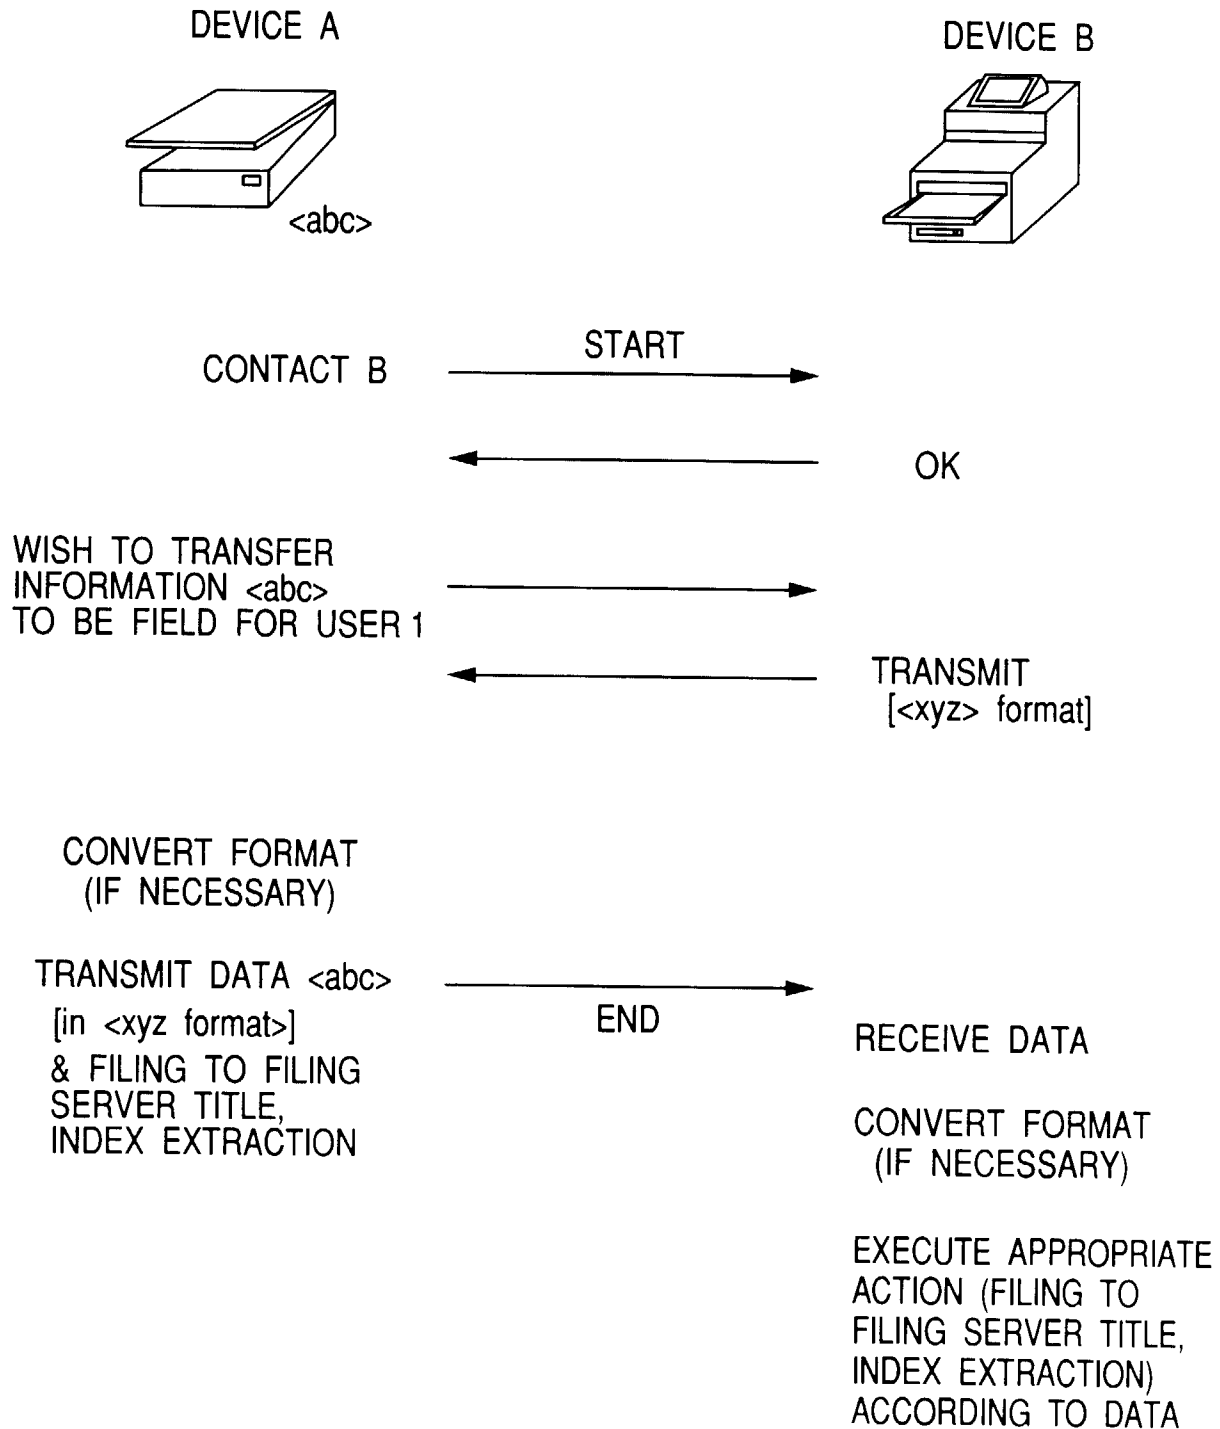 DEVICE A
DEVICE B
<abc>
START
CONTACT B
OK
WISH TO TRANSFER
INFORMATION <abc>
TO BE FIELD FOR USER 1
TRANSMIT
[<xyz> format]
CONVERT FORMAT
(IF NECESSARY)
TRANSMIT DATA <abc>
[in <xyz format>]
& FILING TO FILING
SERVER TITLE,
INDEX EXTRACTION
END
RECEIVE DATA
CONVERT FORMAT
(IF NECESSARY)
EXECUTE APPROPRIATE
ACTION (FILING TO
FILING SERVER TITLE,
INDEX EXTRACTION)
ACCORDING TO DATA